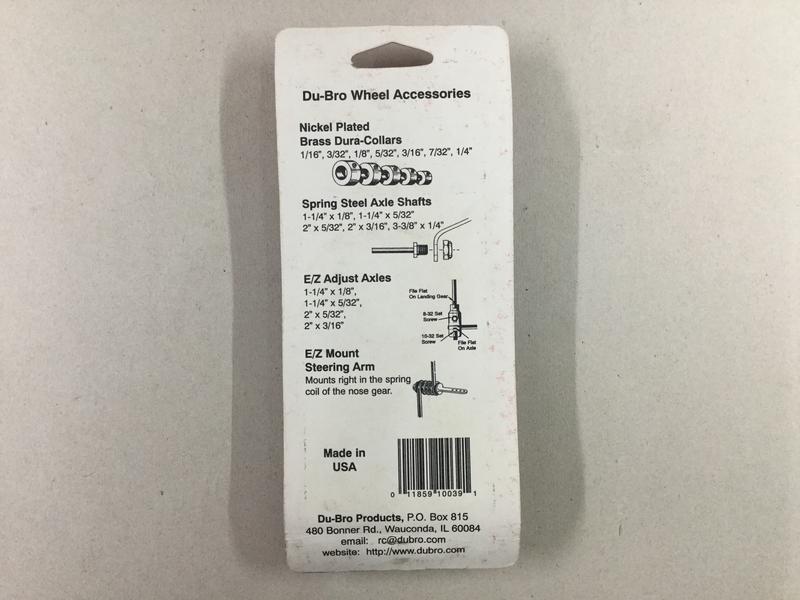 Du-Bro Wheel Accessories
Nickel Plated
Brass Dura-Collars
1/16", 3/32", 1/8", 5/32", 3/16", 7/32", 1/4"
Spring Steel Axle Shafts
1-1/4" x 1/8", 1-1/4" x 5/32"
2" x 5/32", 2" x 3/16", 3-3/8" x 1/4"
E/Z Adjust Axles
1-1/4" x 1/8",
1-1/4" x 5/32",
2" x 5/32",
2" x 3/16"
File Flat
On Landing Gear
8-32 Set
Screw
10-32 Set
Screw
File Flat
On Axle
E/Z Mount
Steering Arm
Mounts right in the spring
coil of the nose gear.
Made in
USA
0 11859 10039 1
Du-Bro Products, P.O. Box 815
480 Bonner Rd., Wauconda, IL 60084
email: rc@dubro.com
website: http://www.dubro.com